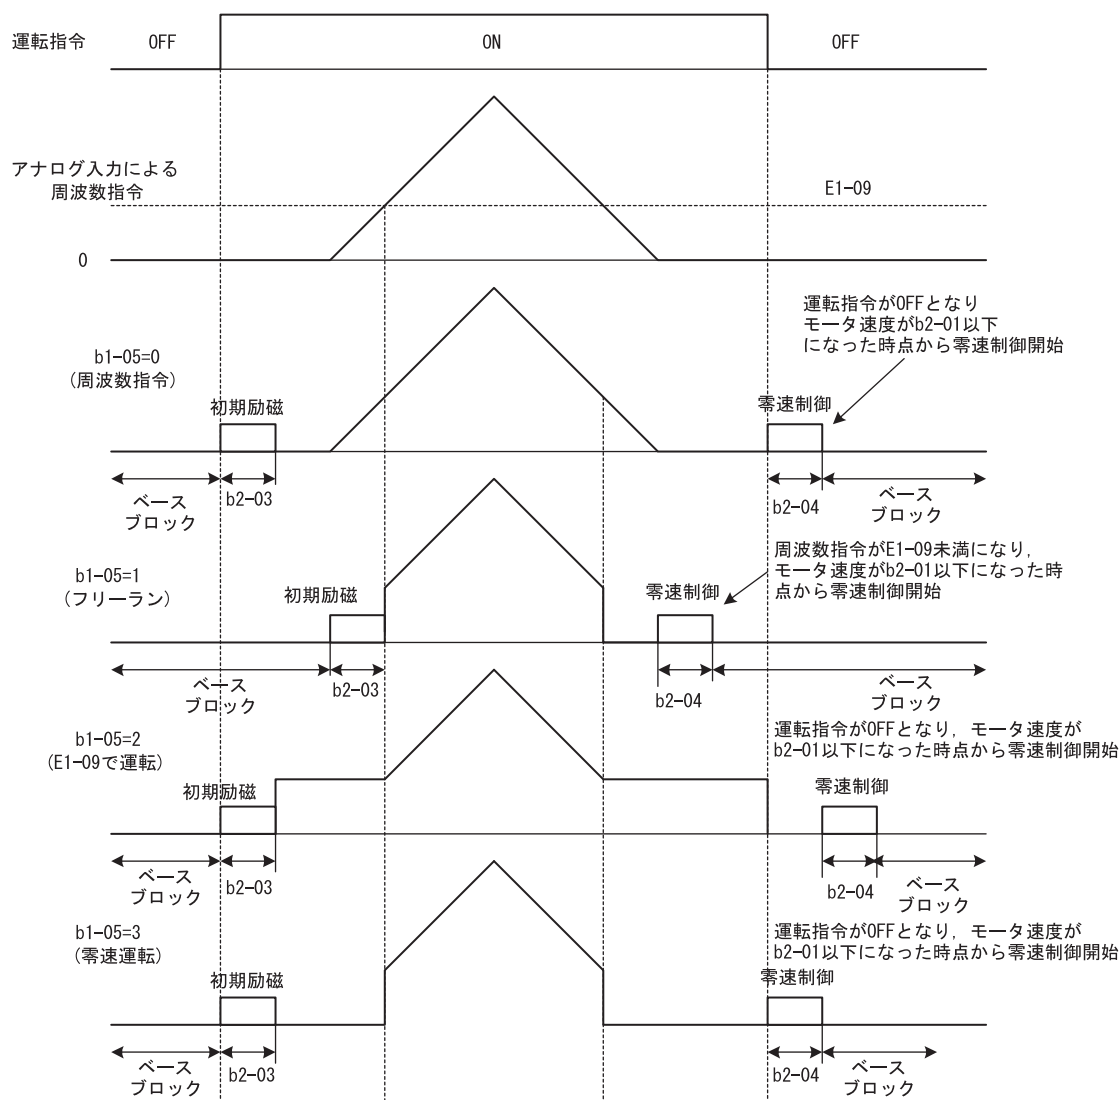 運転指令
OFF
ON
OFF
アナログ入力による
周波数指令
E1-09
0
運転指令がOFFとなり
モータ速度がb2-01以下
になった時点から零速制御開始
b1-05=0
(周波数指令)
初期励磁
零速制御
b2-03
b2-04
ベース
ブロック
ベース
ブロック
周波数指令がE1-09未満になり,
モータ速度がb2-01以下になった時
点から零速制御開始
b1-05=1
(フリーラン)
初期励磁
零速制御
ベース
ブロック
b2-03
b2-04
ベース
ブロック
b1-05=2
(E1-09で運転)
運転指令がOFFとなり, モータ速度が
b2-01以下になった時点から零速制御開始
初期励磁
零速制御
ベース
ブロック
b2-03
b2-04
ベース
ブロック
b1-05=3
(零速運転)
運転指令がOFFとなり, モータ速度が
b2-01以下になった時点から零速制御開始
初期励磁
零速制御
ベース
ブロック
b2-03
b2-04
ベース
ブロック